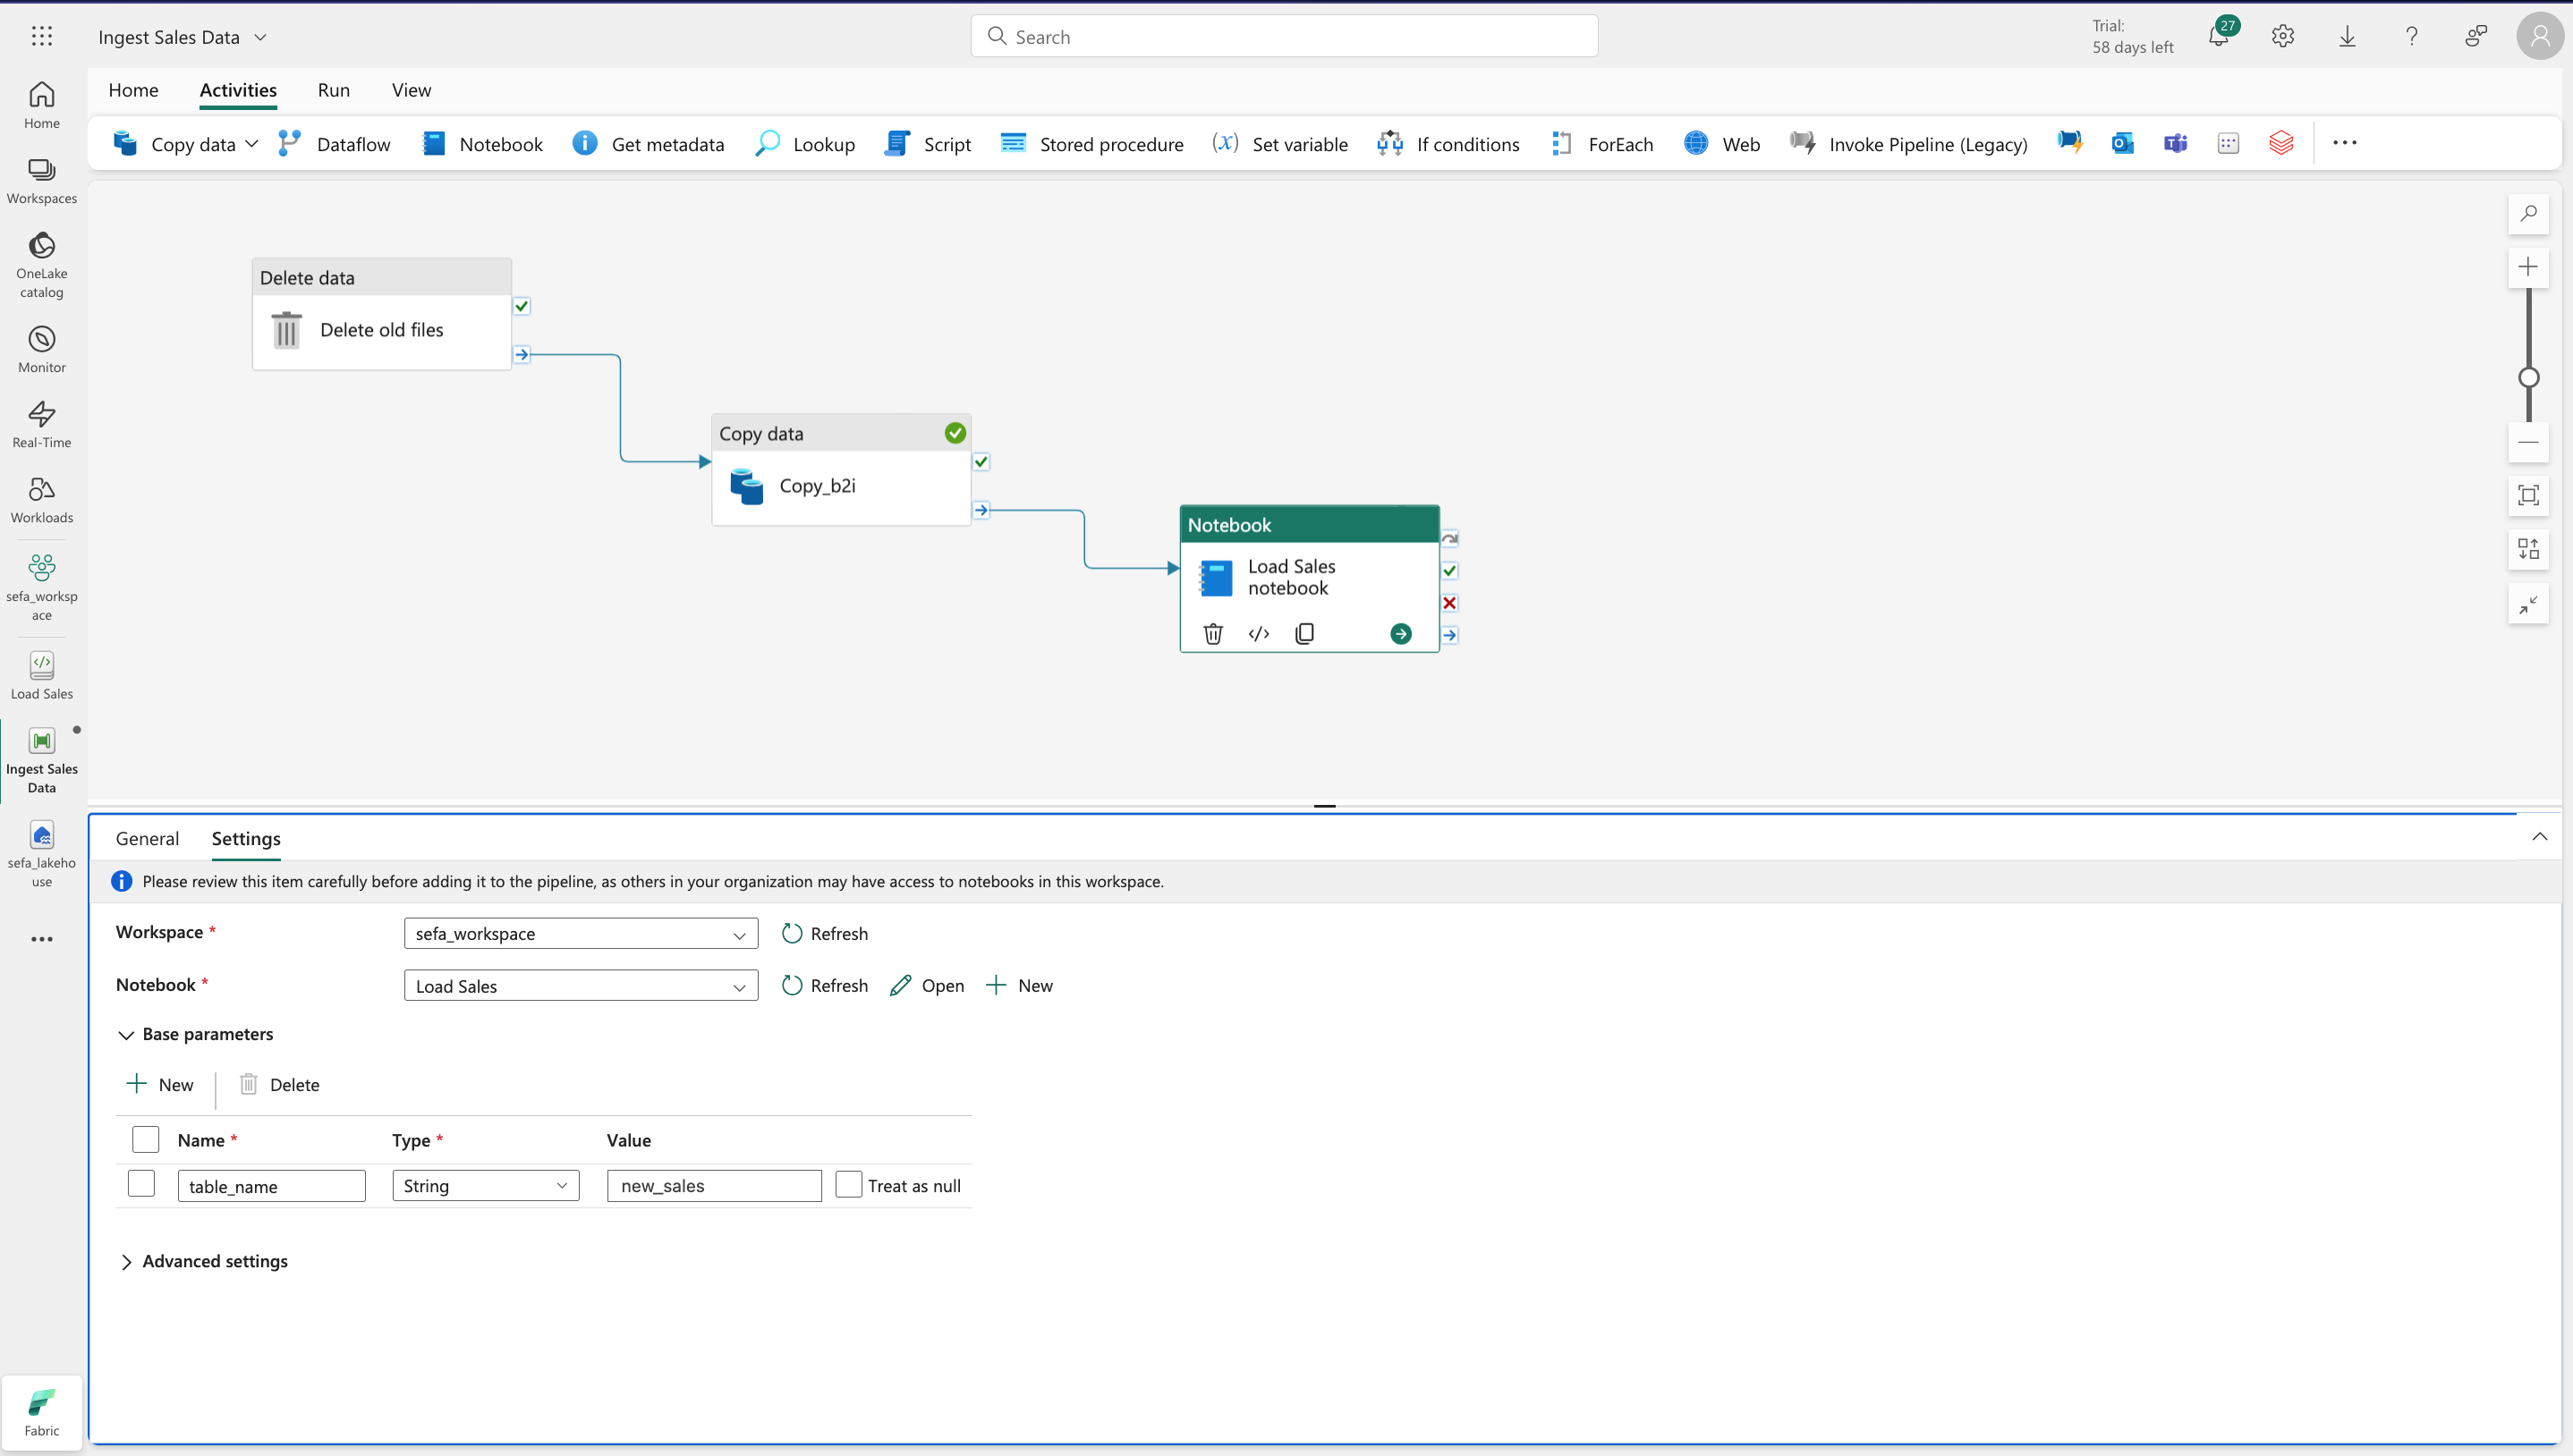 Ingest Sales Data
Search
Trial:
58 days left
27
Home
Activities
Run
View
Copy data
Dataflow
Notebook
Get metadata
Lookup
Script
Stored procedure
(x) Set variable
If conditions
ForEach
Web
Invoke Pipeline (Legacy)
Home
Workspaces
OneLake
catalog
Monitor
Real-Time
Workloads
sefa_worksp
ace
Load Sales
Ingest Sales
Data
sefa_lakeho
use
Fabric
Delete data
Delete old files
Copy data
Copy_b2i
Notebook
Load Sales
notebook
General
Settings
Please review this item carefully before adding it to the pipeline, as others in your organization may have access to notebooks in this workspace.
Workspace *
sefa_workspace
Refresh
Notebook *
Load Sales
Refresh
Open
New
Base parameters
New
Delete
Name *
Type *
Value
table_name
String
new_sales
Treat as null
Advanced settings